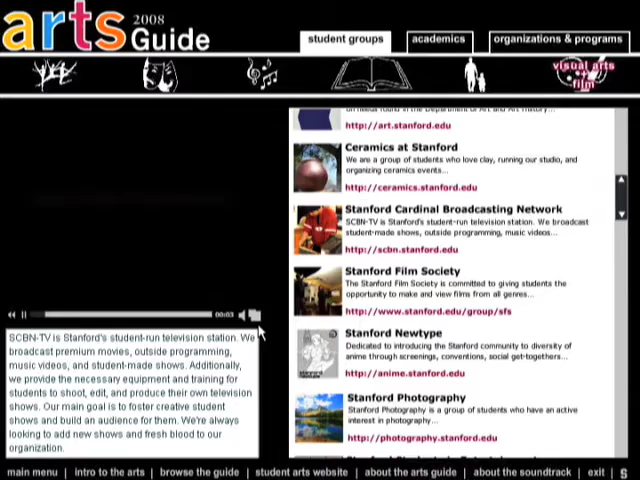 arts
2008
Guide
student groups
academics
organizations & programs
visual arts
+
film
http://art.stanford.edu
Ceramics at Stanford
We are a group of students who love clay, running our studio, and
organizing ceramics events...
http://ceramics.stanford.edu
Stanford Cardinal Broadcasting Network
SCBN-TV is Stanford's student-run television station. We broadcast
student-made shows, outside programming, music videos...
http://scbn.stanford.edu
Stanford Film Society
The Stanford Film Society is committed to giving students the
opportunity to make and view films from all genres...
http://www.stanford.edu/group/sfs
Stanford Newtype
Dedicated to introducing the Stanford community to diversity of
anime through screenings, conventions, social get-togethers...
http://anime.stanford.edu
Stanford Photography
Stanford Photography is a group of students who have an active
interest in photography...
http://photography.stanford.edu
00:03
SCBN-TV is Stanford's student-run television station. We
broadcast premium movies, outside programming,
music videos, and student-made shows. Additionally,
we provide the necessary equipment and training for
students to shoot, edit, and produce their own television
shows. Our main goal is to foster creative student
shows and build an audience for them. We're always
looking to add new shows and fresh blood to our
organization.
main menu | intro to the arts | browse the guide | student arts website | about the arts guide | about the soundtrack | exit | S